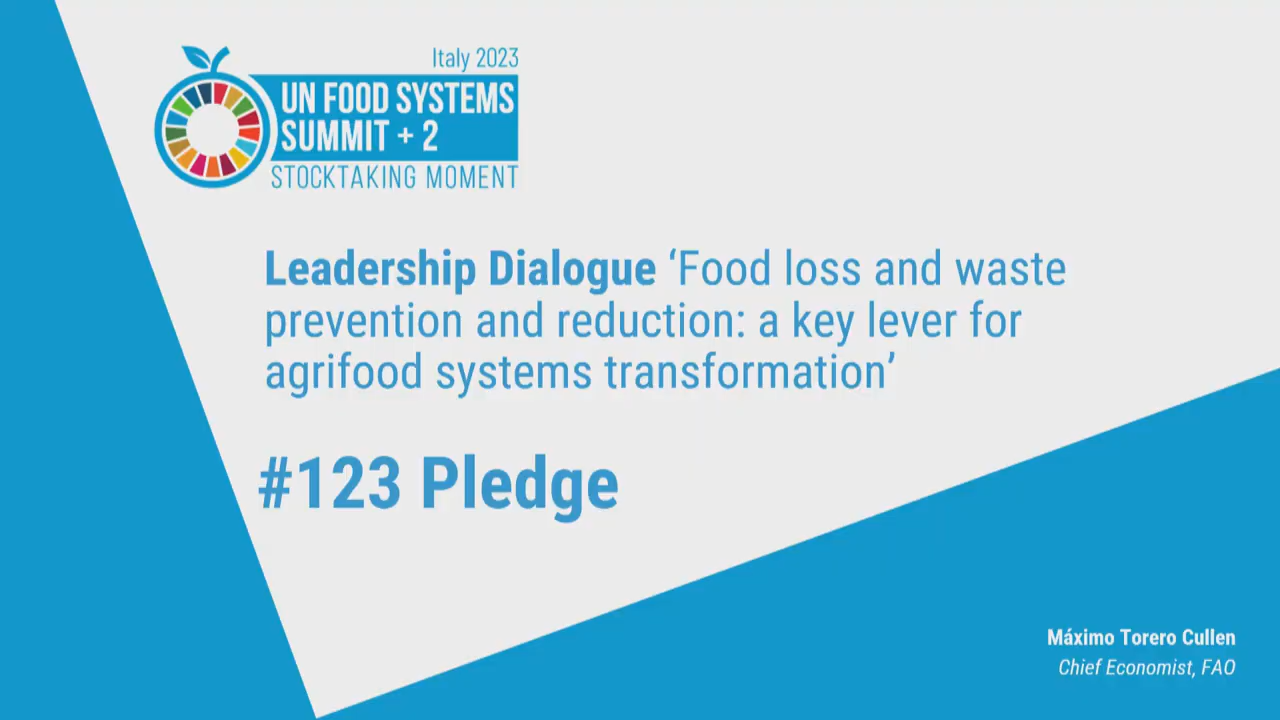 Italy 2023
UN FOOD SYSTEMS
SUMMIT + 2
STOCKTAKING MOMENT
Leadership Dialogue ‘Food loss and waste
prevention and reduction: a key lever for
agrifood systems transformation’
#123 Pledge
Máximo Torero Cullen
Chief Economist, FAO